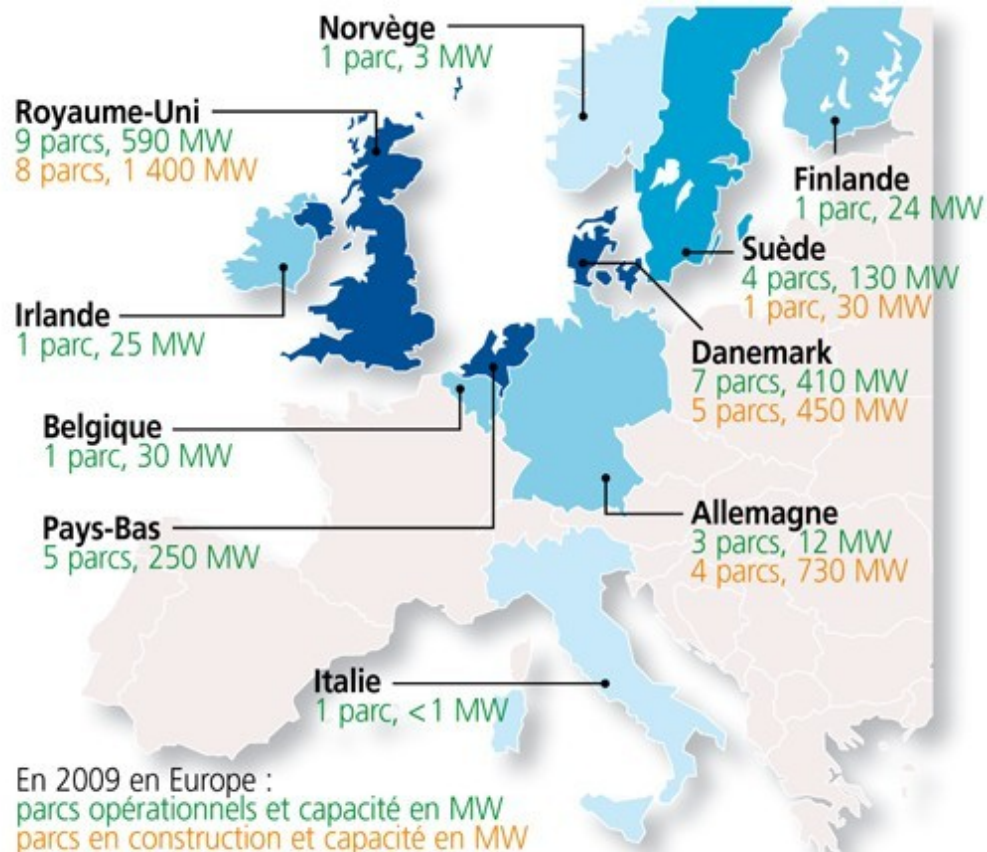 Norvège
1 parc, 3 MW
Royaume-Uni
9 parcs, 590 MW
8 parcs, 1 400 MW
Finlande
1 parc, 24 MW
Suède
4 parcs, 130 MW
1 parc, 30 MW
Irlande
1 parc, 25 MW
Danemark
7 parcs, 410 MW
5 parcs, 450 MW
Belgique
1 parc, 30 MW
Pays-Bas
5 parcs, 250 MW
Allemagne
3 parcs, 12 MW
4 parcs, 730 MW
Italie
1 parc, <1 MW
En 2009 en Europe :
parcs opérationnels et capacité en MW
parcs en construction et capacité en MW